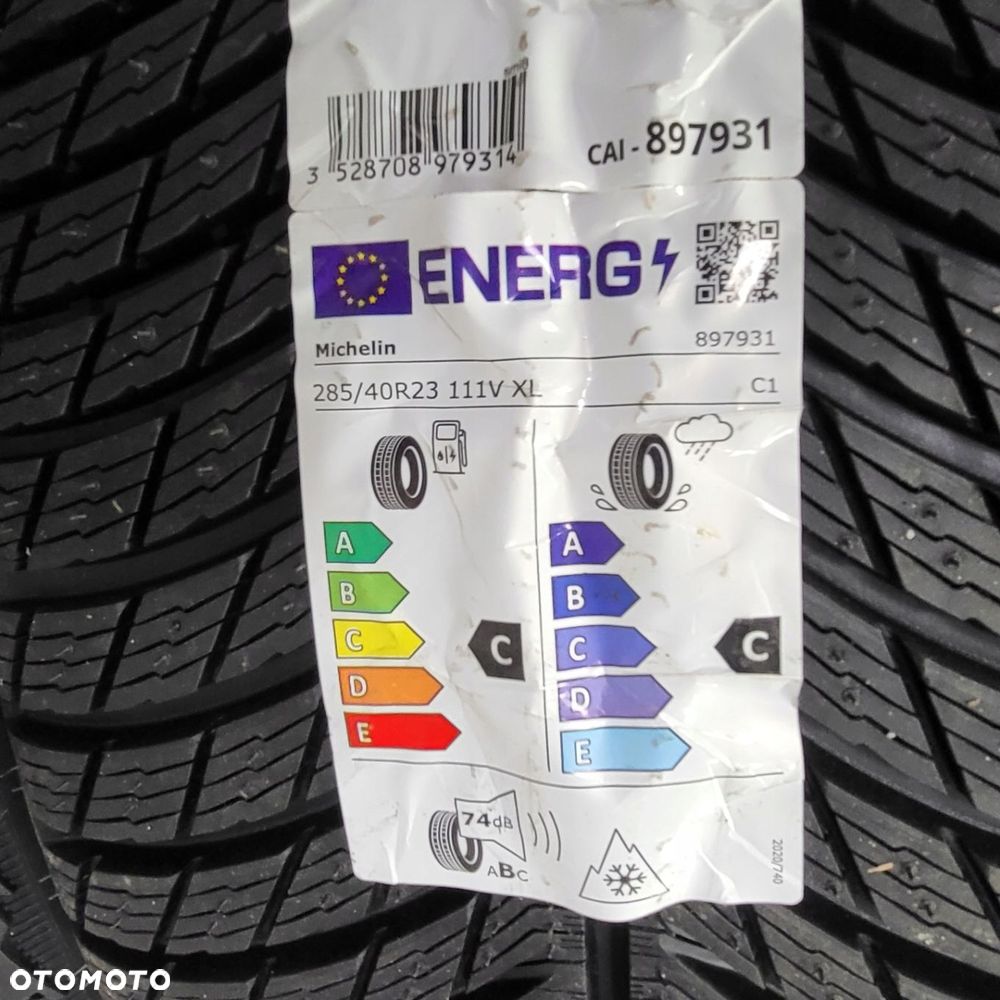 3 528708 979314
CAI - 897931
ENERG
Michelin 897931
285/40R23 111V XL C1
A A
B B
C C C C
D D
E E
74dB
ABC
2020/740
OTOMOTO